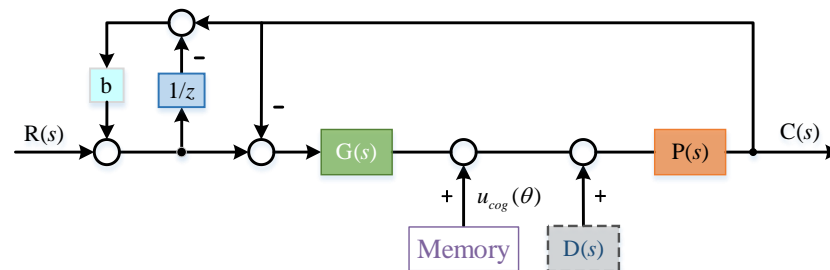 −
b
1/z
−
R(s)
G(s)
P(s)
C(s)
+
u_cog(θ)
+
Memory
D(s)